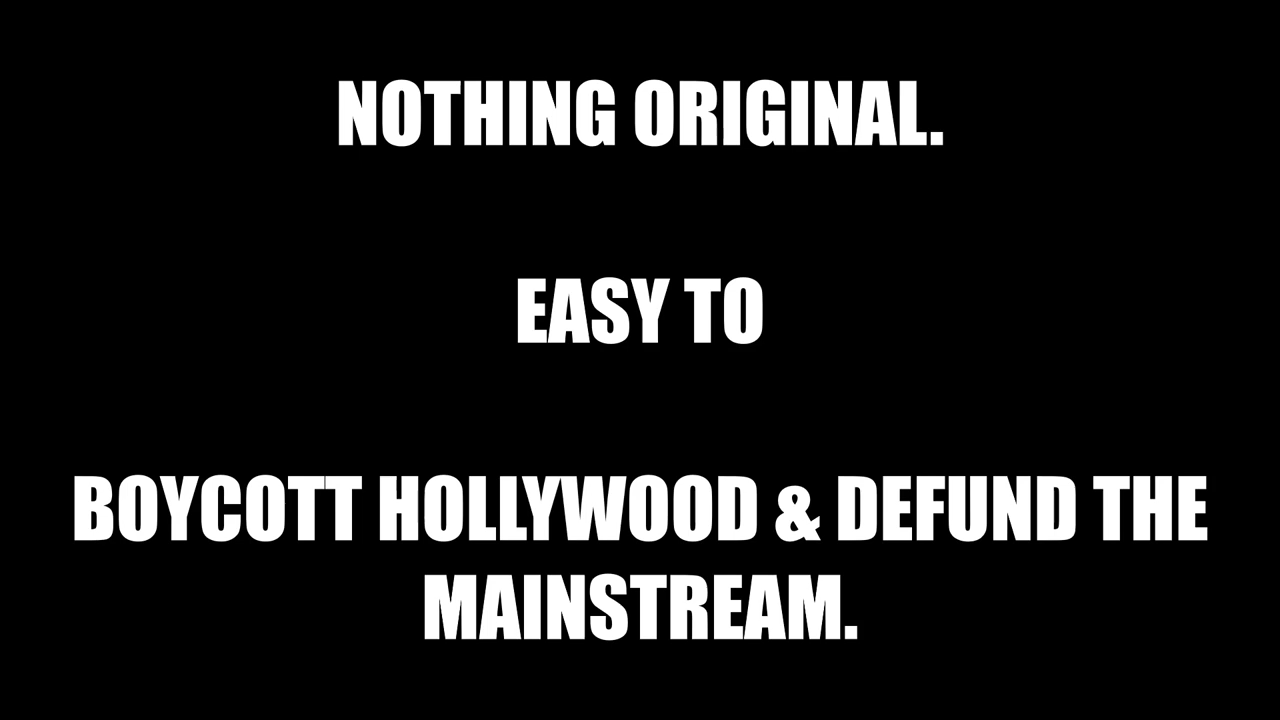 NOTHING ORIGINAL.
EASY TO
BOYCOTT HOLLYWOOD & DEFUND THE
MAINSTREAM.